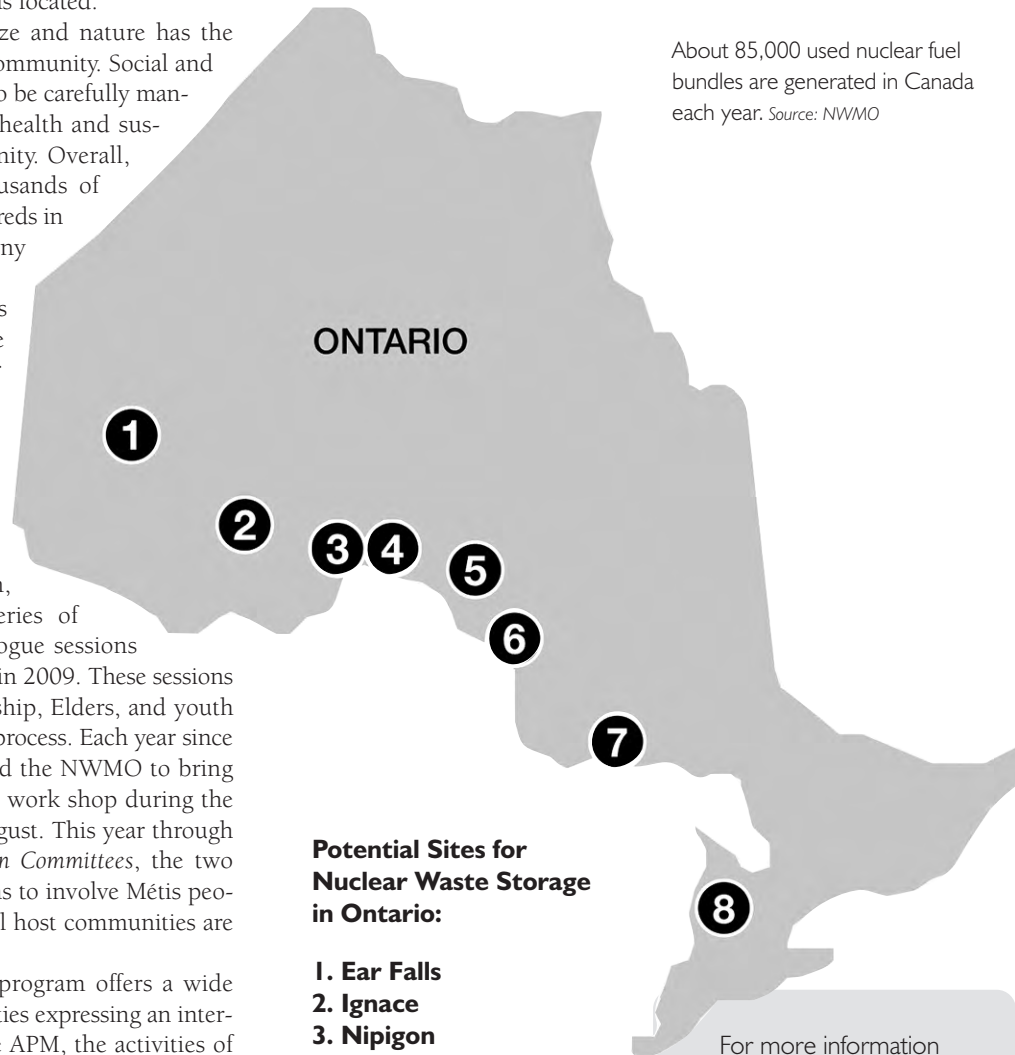 is located.
ze and nature has the
ommunity. Social and
o be carefully man-
health and sus-
nity. Overall,
usands of
reds in
ny
s
e
n,
eries of
ogue sessions
in 2009. These sessions
ship, Elders, and youth
process. Each year since
d the NWMO to bring
work shop during the
gust. This year through
n Committees, the two
ns to involve Métis peo-
l host communities are
program offers a wide
ties expressing an inter-
e APM, the activities of
About 85,000 used nuclear fuel
bundles are generated in Canada
each year. Source: NWMO
ONTARIO
1
2
3
4
5
6
7
8
Potential Sites for
Nuclear Waste Storage
in Ontario:
1. Ear Falls
2. Ignace
3. Nipigon
For more information